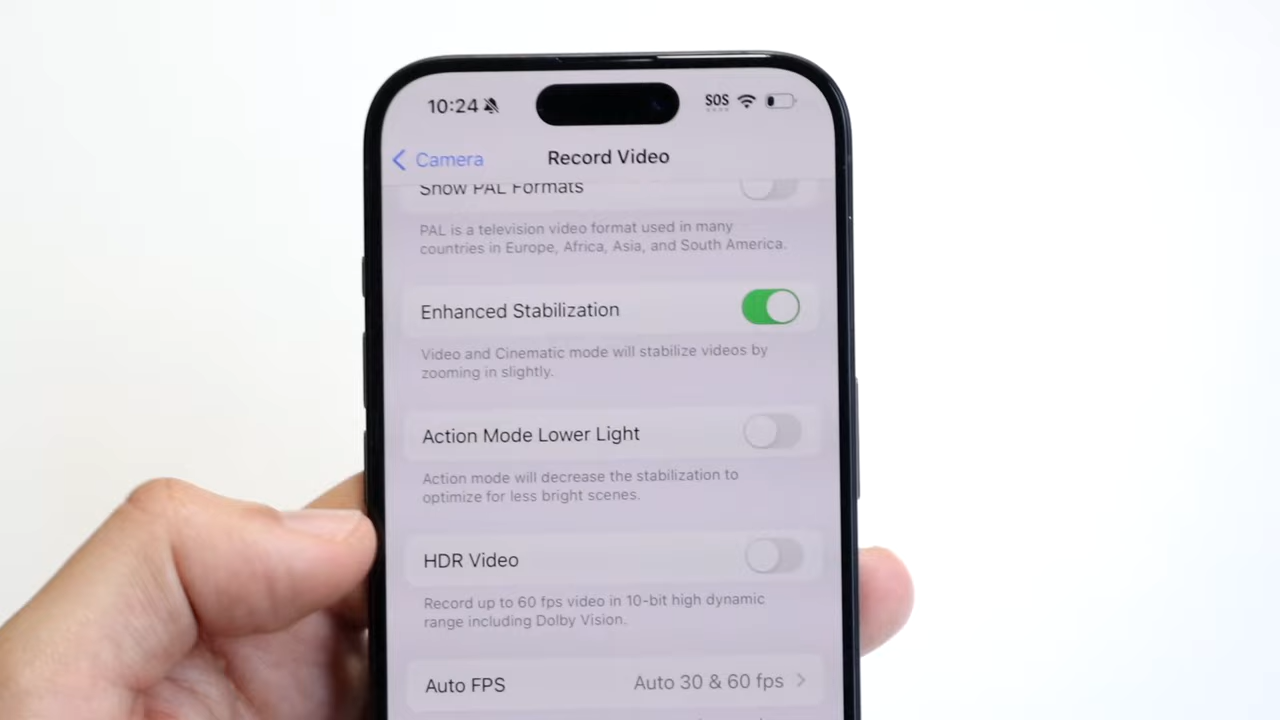 10:24
SOS
Camera
Record Video
Show PAL Formats
PAL is a television video format used in many
countries in Europe, Africa, Asia, and South America.
Enhanced Stabilization
Video and Cinematic mode will stabilize videos by
zooming in slightly.
Action Mode Lower Light
Action mode will decrease the stabilization to
optimize for less bright scenes.
HDR Video
Record up to 60 fps video in 10-bit high dynamic
range including Dolby Vision.
Auto FPS
Auto 30 & 60 fps